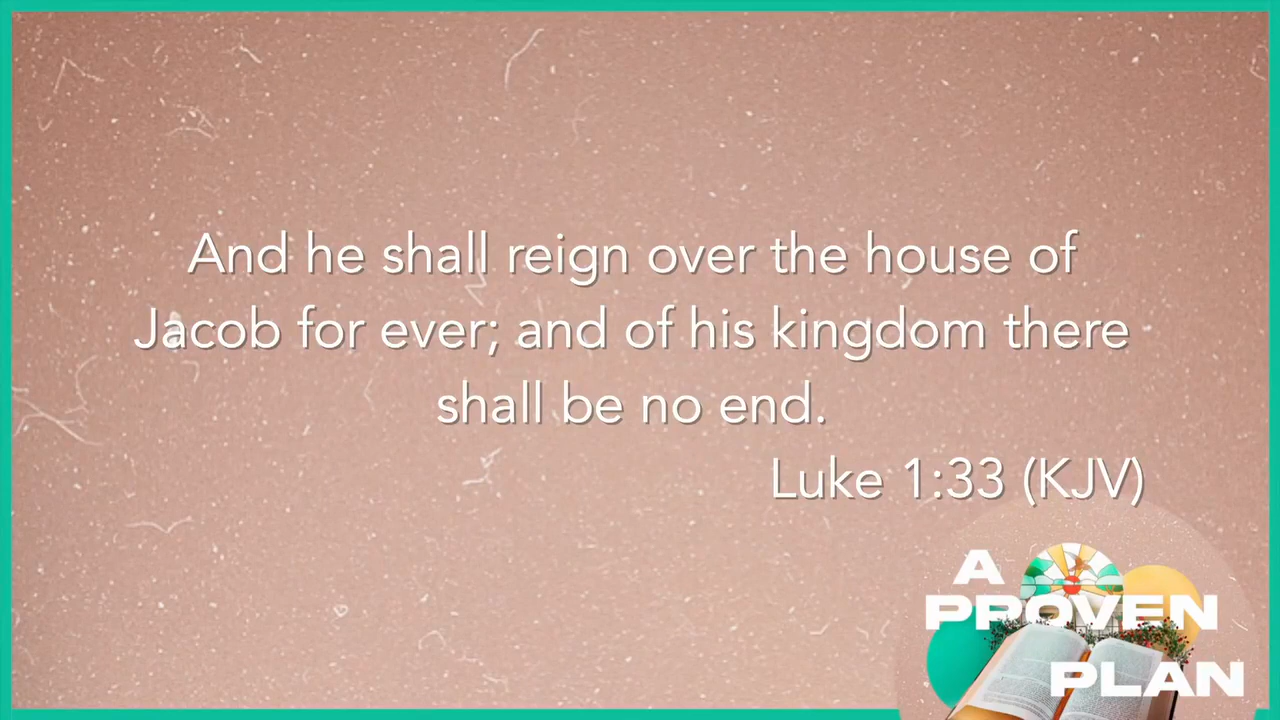 And he shall reign over the house of
Jacob for ever; and of his kingdom there
shall be no end.
Luke 1:33 (KJV)
A
PROVEN
PLAN